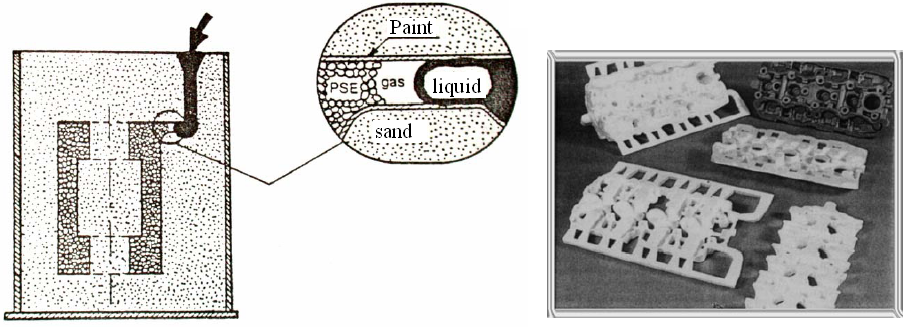 Paint
PSE
gas
liquid
sand